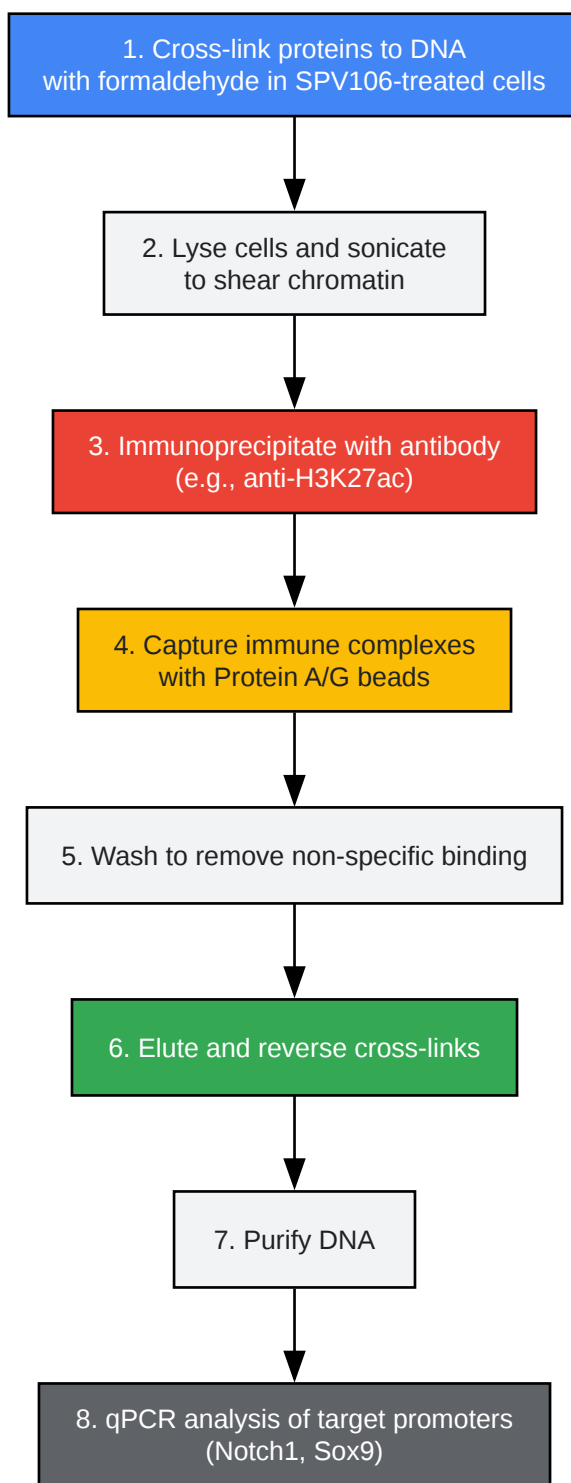 1. Cross-link proteins to DNA
with formaldehyde in SPV106-treated cells
2. Lyse cells and sonicate
to shear chromatin
3. Immunoprecipitate with antibody
(e.g., anti-H3K27ac)
4. Capture immune complexes
with Protein A/G beads
5. Wash to remove non-specific binding
6. Elute and reverse cross-links
7. Purify DNA
8. qPCR analysis of target promoters
(Notch1, Sox9)